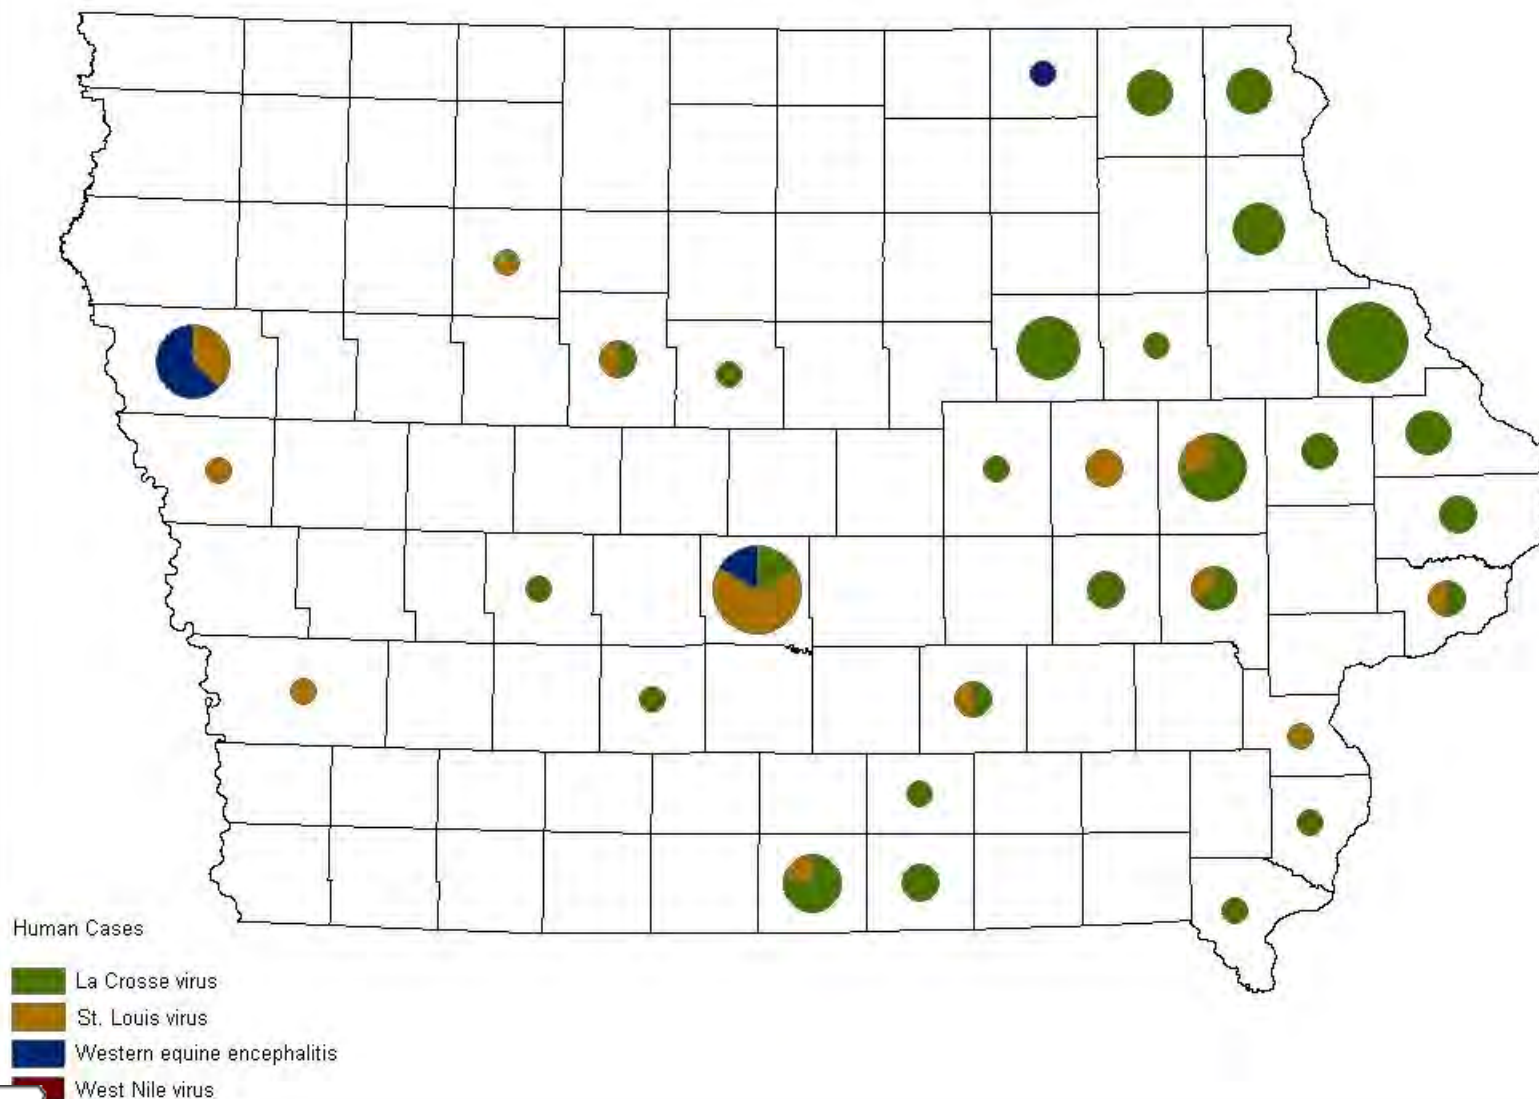 Human Cases
La Crosse virus
St. Louis virus
Western equine encephalitis
West Nile virus